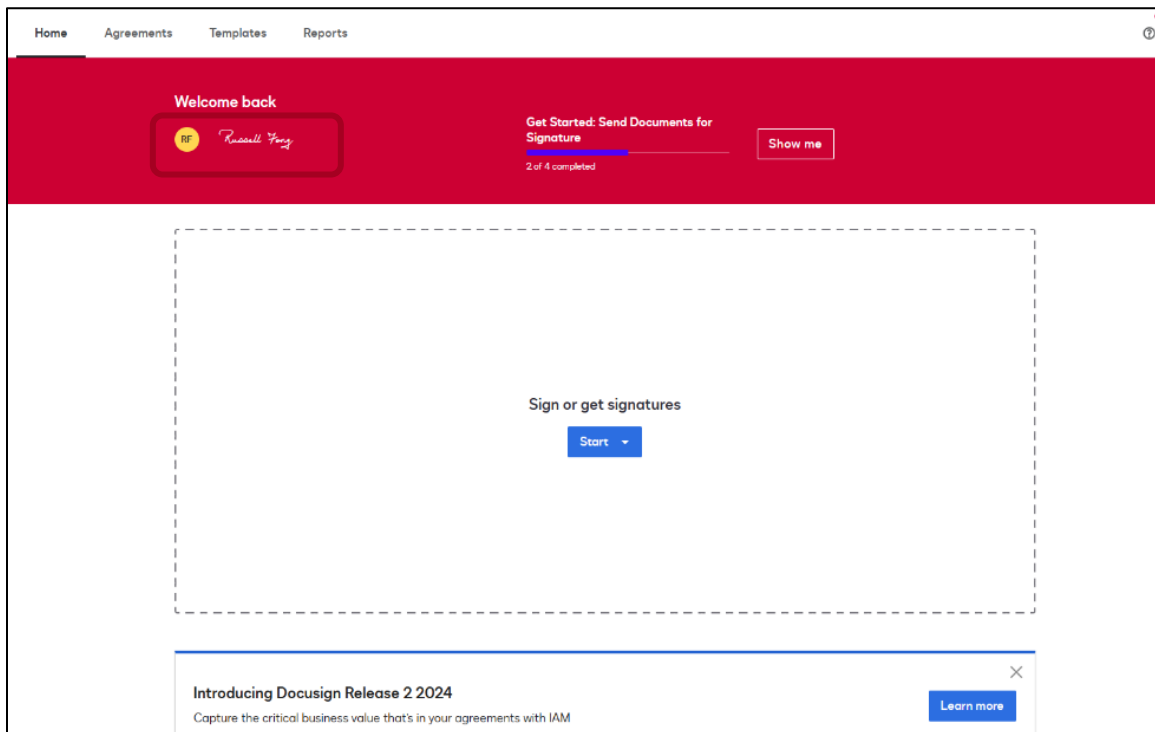 Home Agreements Templates Reports
Welcome back
RF Russell Fong
Get Started: Send Documents for
Signature
2 of 4 completed
Show me
Sign or get signatures
Start
Introducing Docusign Release 2 2024
Capture the critical business value that's in your agreements with IAM
Learn more